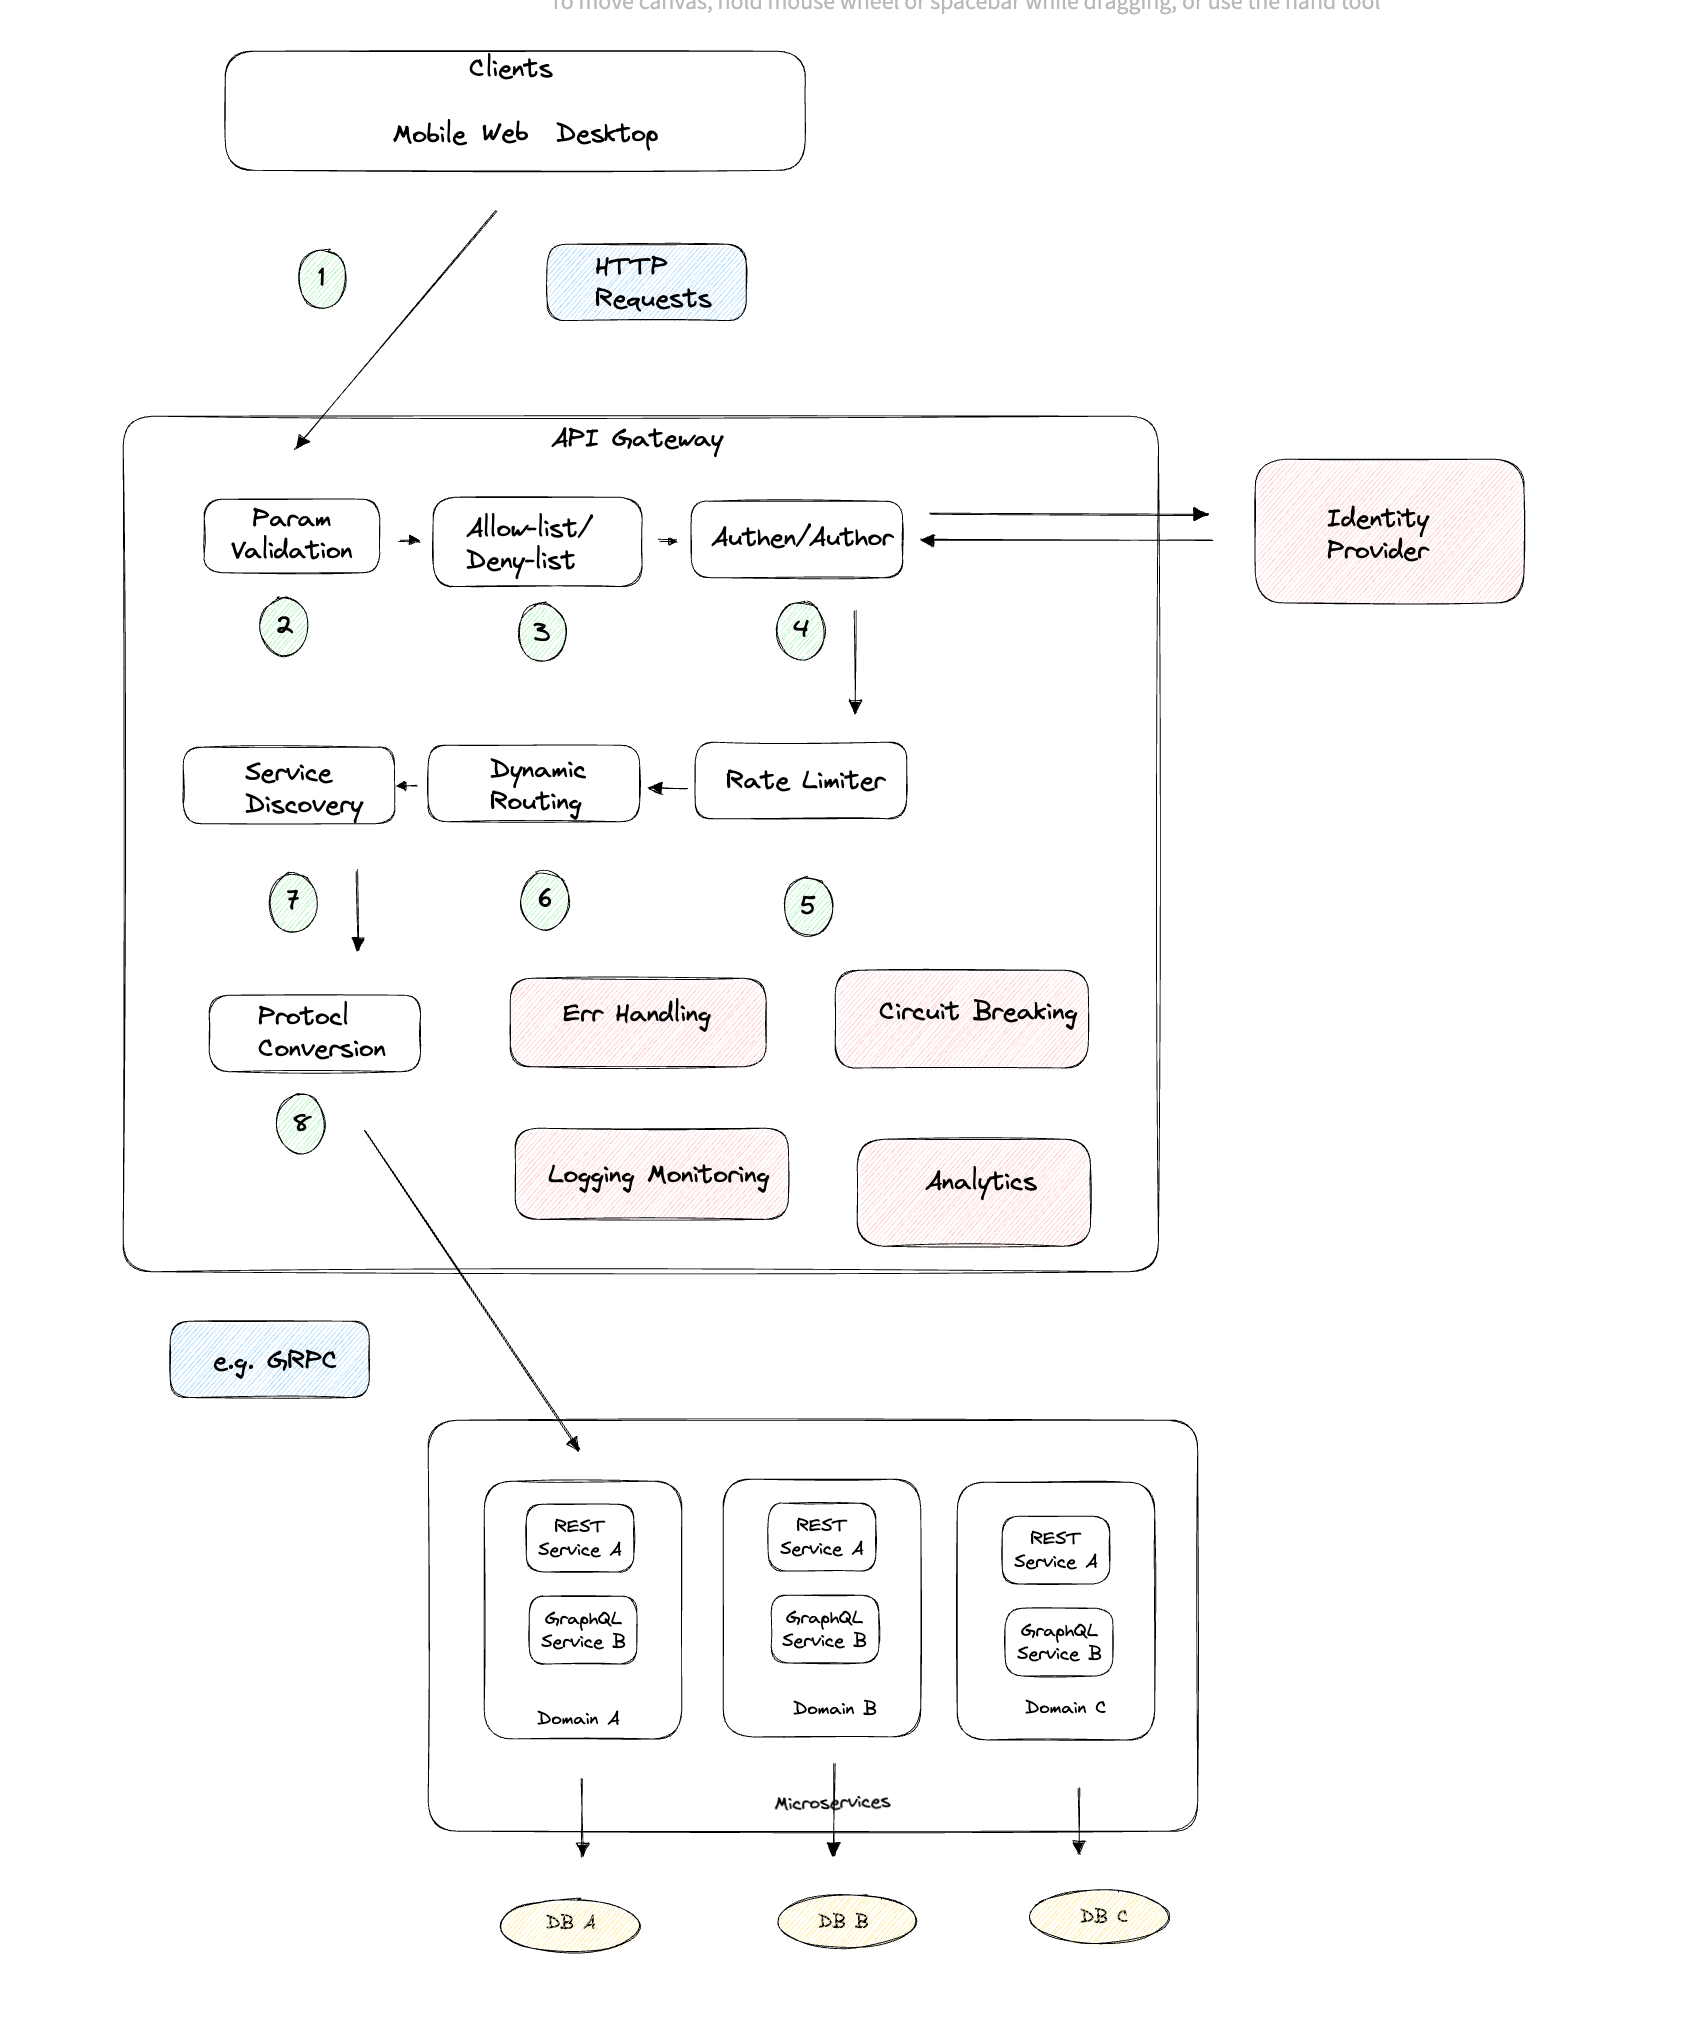 To move canvas, hold mouse wheel or spacebar while dragging, or use the hand tool
Clients
Mobile Web Desktop
1
HTTP
Requests
API Gateway
Param
Validation
Allow-list/
Deny-list
Authen/Author
Identity
Provider
2
3
4
Service
Discovery
Dynamic
Routing
Rate Limiter
7
6
5
Protocl
Conversion
Err Handling
Circuit Breaking
8
Logging Monitoring
Analytics
e.g. GRPC
REST
Service A
GraphQL
Service B
Domain A
REST
Service A
GraphQL
Service B
Domain B
REST
Service A
GraphQL
Service B
Domain C
Microservices
DB A
DB B
DB C